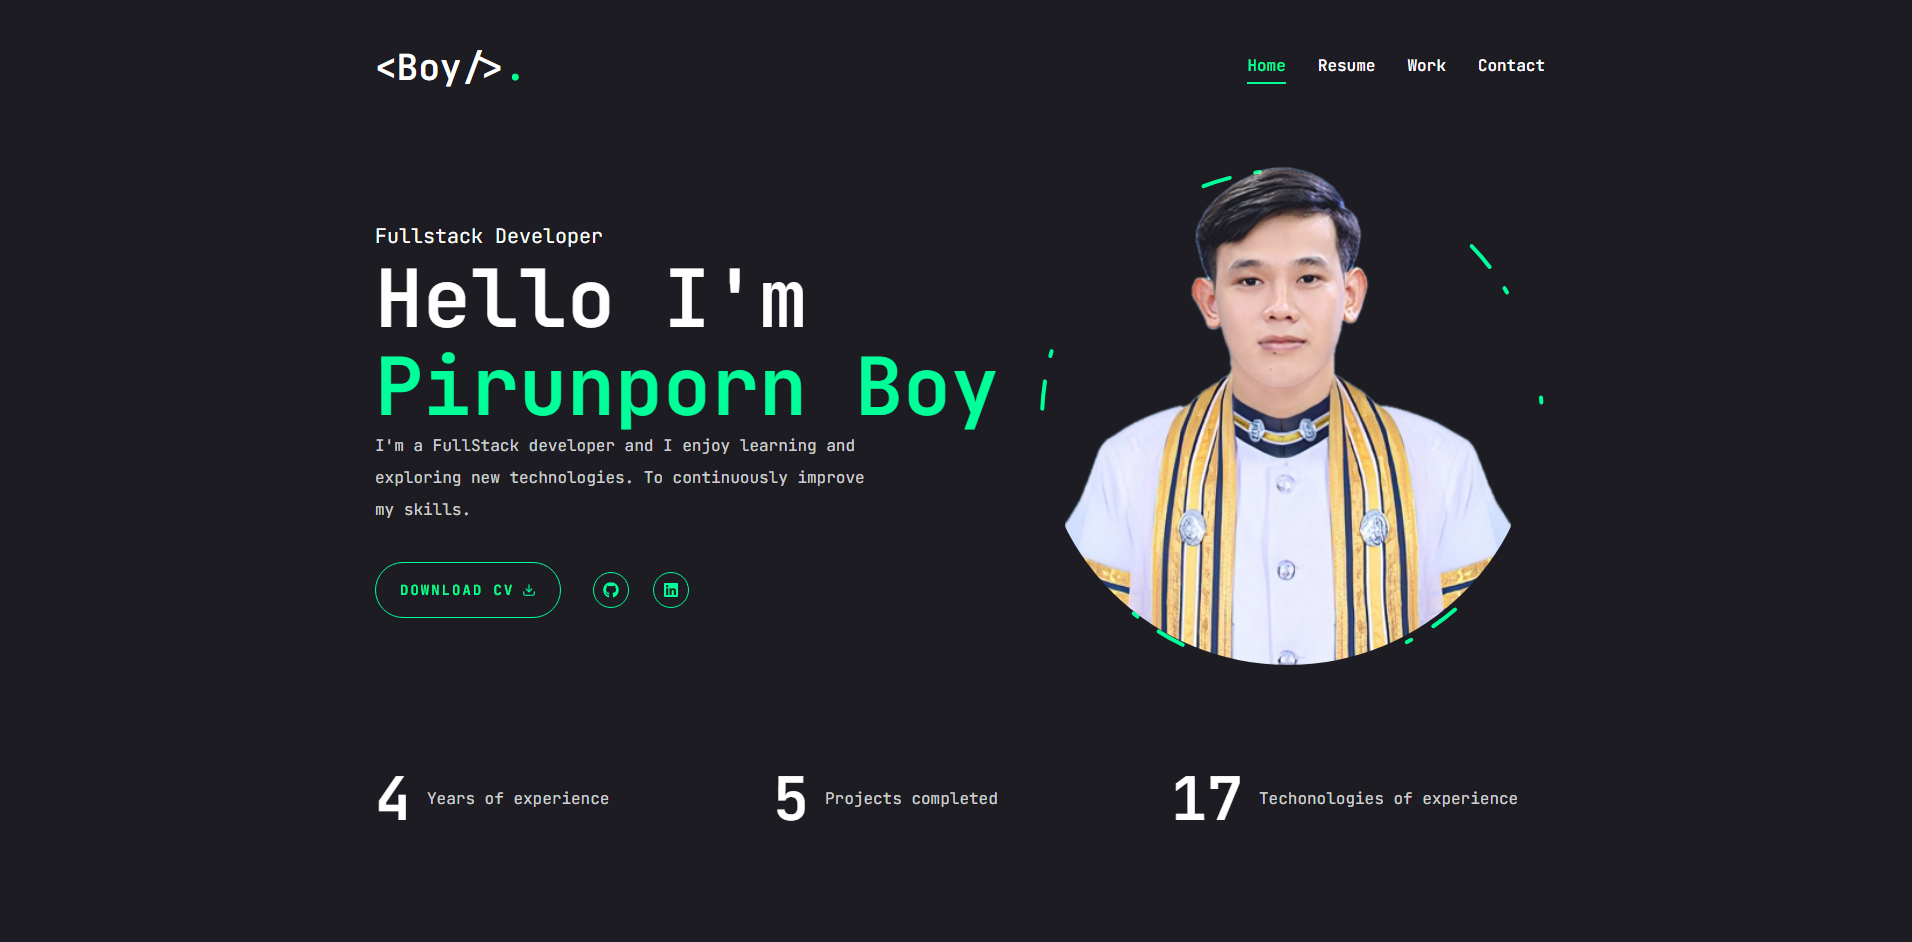 <Boy/>.
Home Resume Work Contact
Fullstack Developer
Hello I'm
Pirunporn Boy
I'm a FullStack developer and I enjoy learning and
exploring new technologies. To continuously improve
my skills.
DOWNLOAD CV
4 Years of experience
5 Projects completed
17 Techonologies of experience